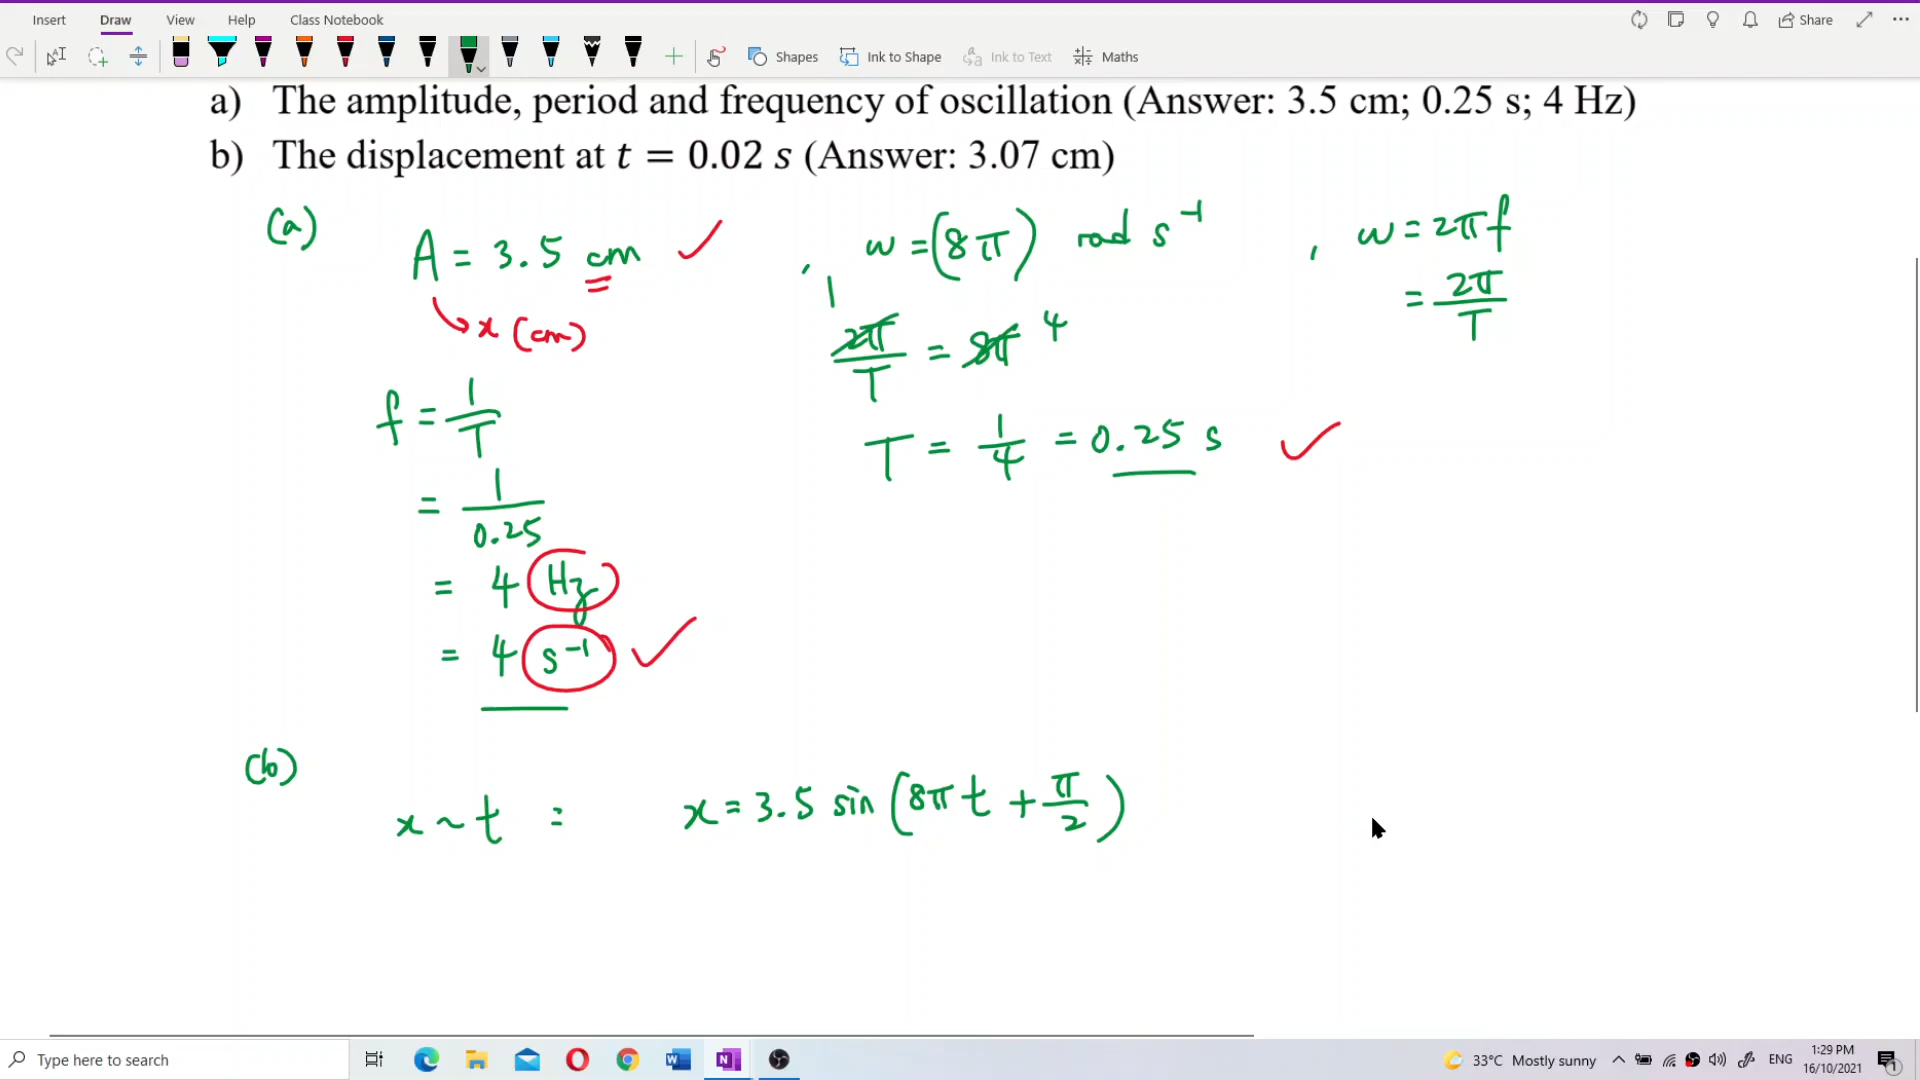 Insert Draw View Help Class Notebook Share
Shapes Ink to Shape Ink to Text Maths
a) The amplitude, period and frequency of oscillation (Answer: 3.5 cm; 0.25 s; 4 Hz)
b) The displacement at t = 0.02 s (Answer: 3.07 cm)
(a) A = 3.5 cm , ω = (8π) rad s⁻¹ , ω = 2πf
= 2π/T
→ x (cm)
1 2π/T = 8π 4
f = 1/T
T = 1/4 = 0.25 s
= 1/0.25
= 4 Hz
= 4 s⁻¹
(b)
x ~ t : x = 3.5 sin (8π t + π/2)
Type here to search 33°C Mostly sunny ENG 1:29 PM
16/10/2021
1